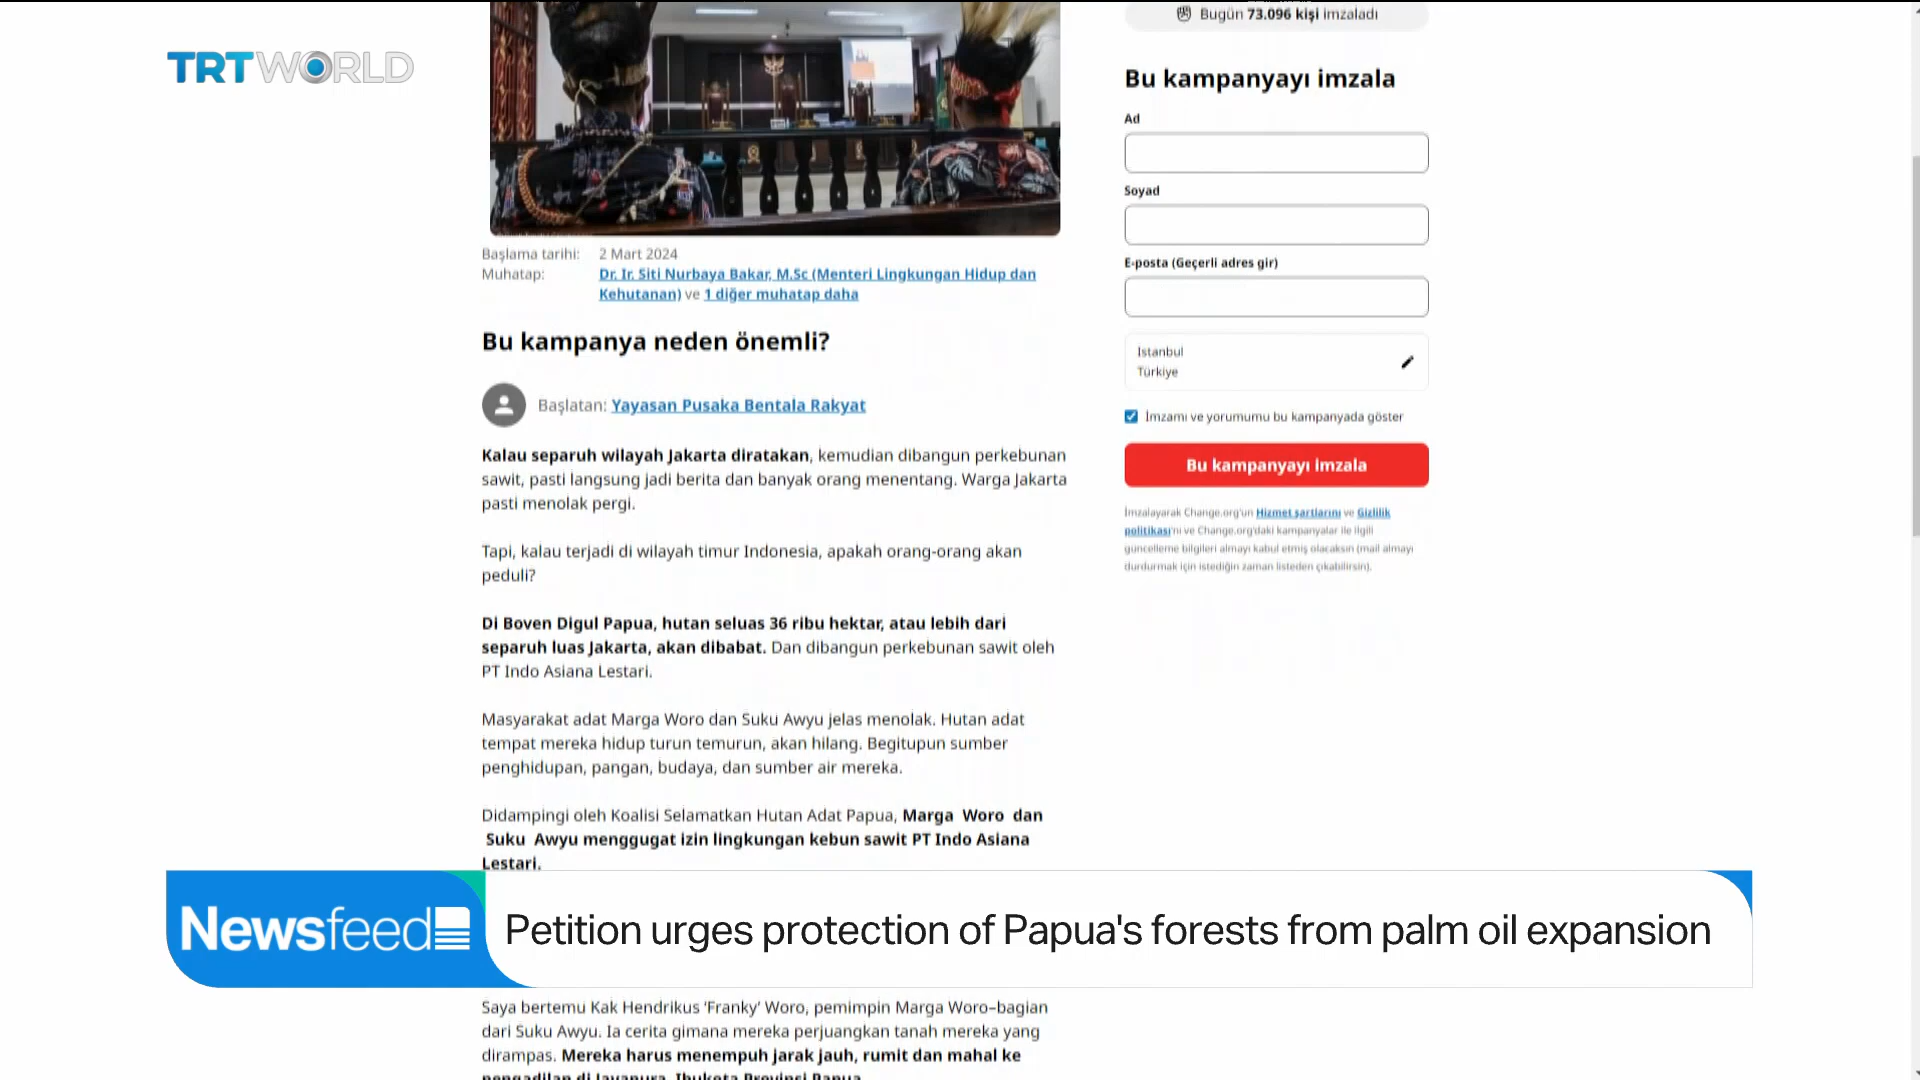 TRT WORLD
Bugün 73.096 kişi imzaladı
Bu kampanyayı imzala
Ad
Soyad
E-posta (Geçerli adres gir)
İstanbul
Türkiye
İmzamı ve yorumumu bu kampanyada göster
Bu kampanyayı imzala
İmzalayarak Change.org'un Hizmet şartlarını ve Gizlilik
politikası'nı ve Change.org'daki kampanyalar ile ilgili
güncelleme bilgileri almayı kabul etmiş olacaksın (mail almayı
durdurmak için istediğin zaman listeden çıkabilirsin).
Başlama tarihi: 2 Mart 2024
Muhatap: Dr. Ir. Siti Nurbaya Bakar, M.Sc (Menteri Lingkungan Hidup dan
Kehutanan) ve 1 diğer muhatap daha
Bu kampanya neden önemli?
Başlatan: Yayasan Pusaka Bentala Rakyat
Kalau separuh wilayah Jakarta diratakan, kemudian dibangun perkebunan
sawit, pasti langsung jadi berita dan banyak orang menentang. Warga Jakarta
pasti menolak pergi.
Tapi, kalau terjadi di wilayah timur Indonesia, apakah orang-orang akan
peduli?
Di Boven Digul Papua, hutan seluas 36 ribu hektar, atau lebih dari
separuh luas Jakarta, akan dibabat. Dan dibangun perkebunan sawit oleh
PT Indo Asiana Lestari.
Masyarakat adat Marga Woro dan Suku Awyu jelas menolak. Hutan adat
tempat mereka hidup turun temurun, akan hilang. Begitupun sumber
penghidupan, pangan, budaya, dan sumber air mereka.
Didampingi oleh Koalisi Selamatkan Hutan Adat Papua, Marga Woro dan
Suku Awyu menggugat izin lingkungan kebun sawit PT Indo Asiana
Lestari.
Newsfeed
Petition urges protection of Papua's forests from palm oil expansion
Saya bertemu Kak Hendrikus 'Franky' Woro, pemimpin Marga Woro–bagian
dari Suku Awyu. Ia cerita gimana mereka perjuangkan tanah mereka yang
dirampas. Mereka harus menempuh jarak jauh, rumit dan mahal ke
pengadilan di Jayapura, Ibukota Provinsi Papua.